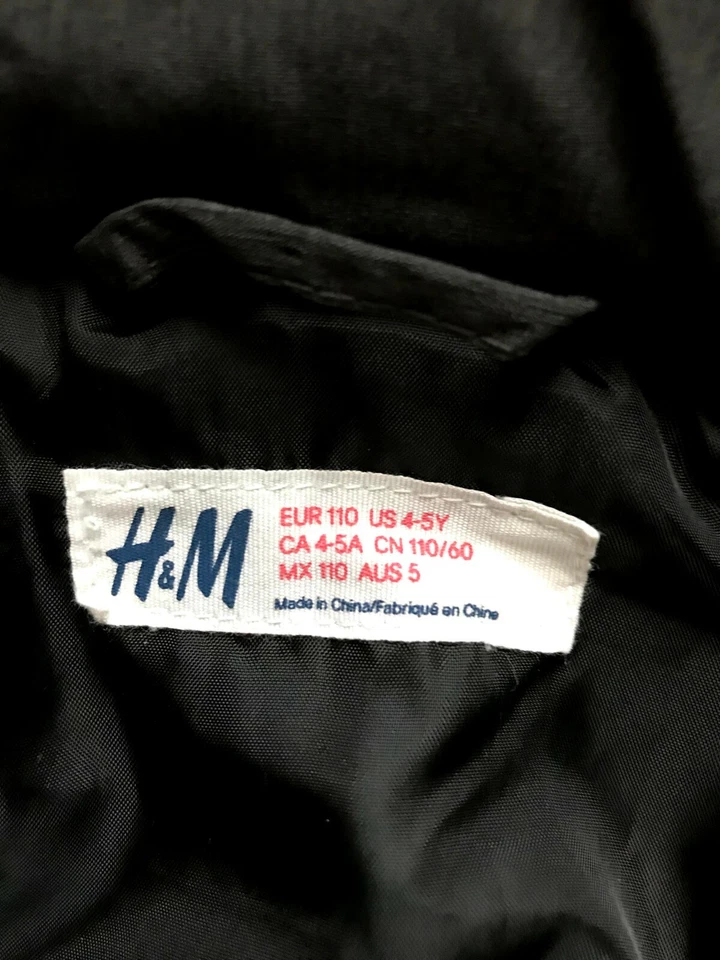 H&M
EUR 110 US 4-5Y
CA 4-5A CN 110/60
MX 110 AUS 5
Made in China/Fabriqué en Chine